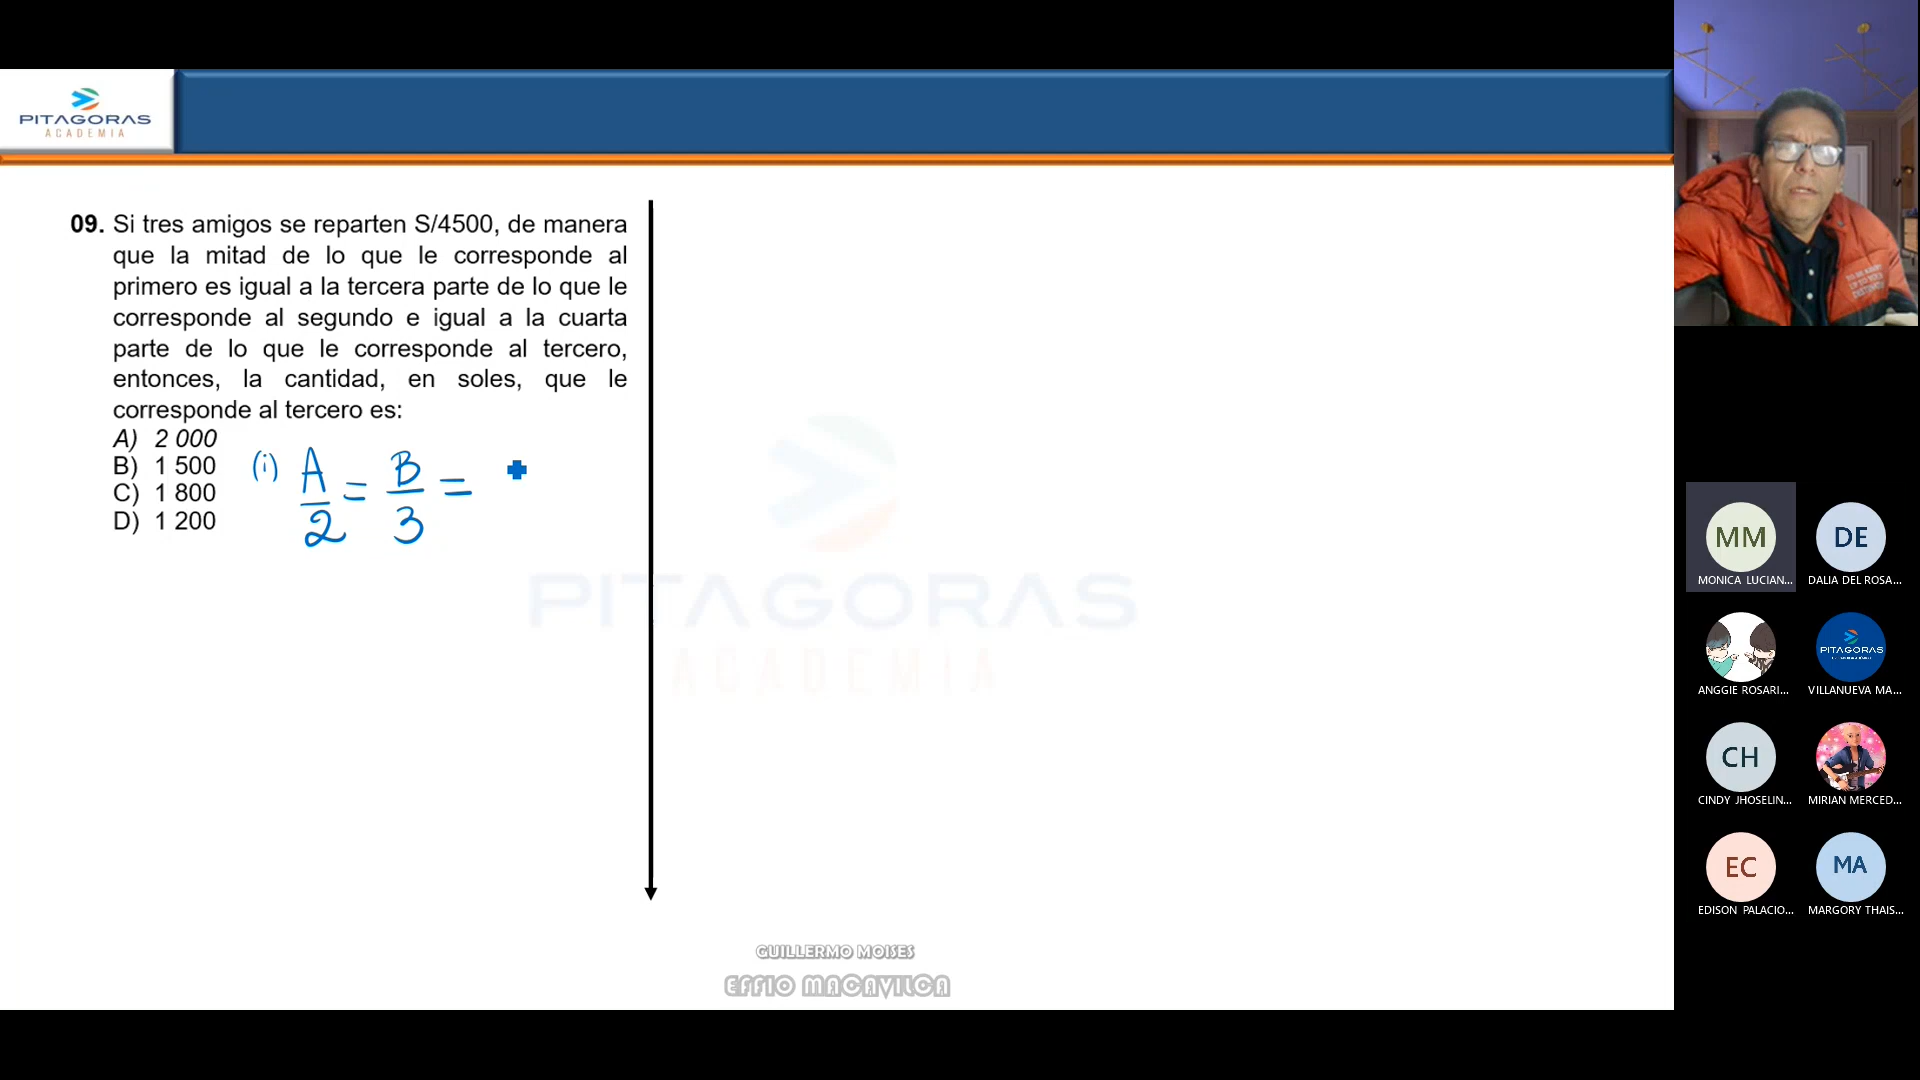 PITAGORAS
ACADEMIA
09. Si tres amigos se reparten S/4500, de manera
que la mitad de lo que le corresponde al
primero es igual a la tercera parte de lo que le
corresponde al segundo e igual a la cuarta
parte de lo que le corresponde al tercero,
entonces, la cantidad, en soles, que le
corresponde al tercero es:
A) 2 000
B) 1 500
C) 1 800
D) 1 200
(i) A/2 = B/3 =
PITAGORAS
ACADEMIA
GUILLERMO MOISES
EFFIO MACAVILCA
MM
MONICA LUCIAN...
DE
DALIA DEL ROSA...
ANGGIE ROSARI...
PITAGORAS
VILLANUEVA MA...
CH
CINDY JHOSELIN...
MIRIAN MERCED...
EC
EDISON PALACIO...
MA
MARGORY THAIS...